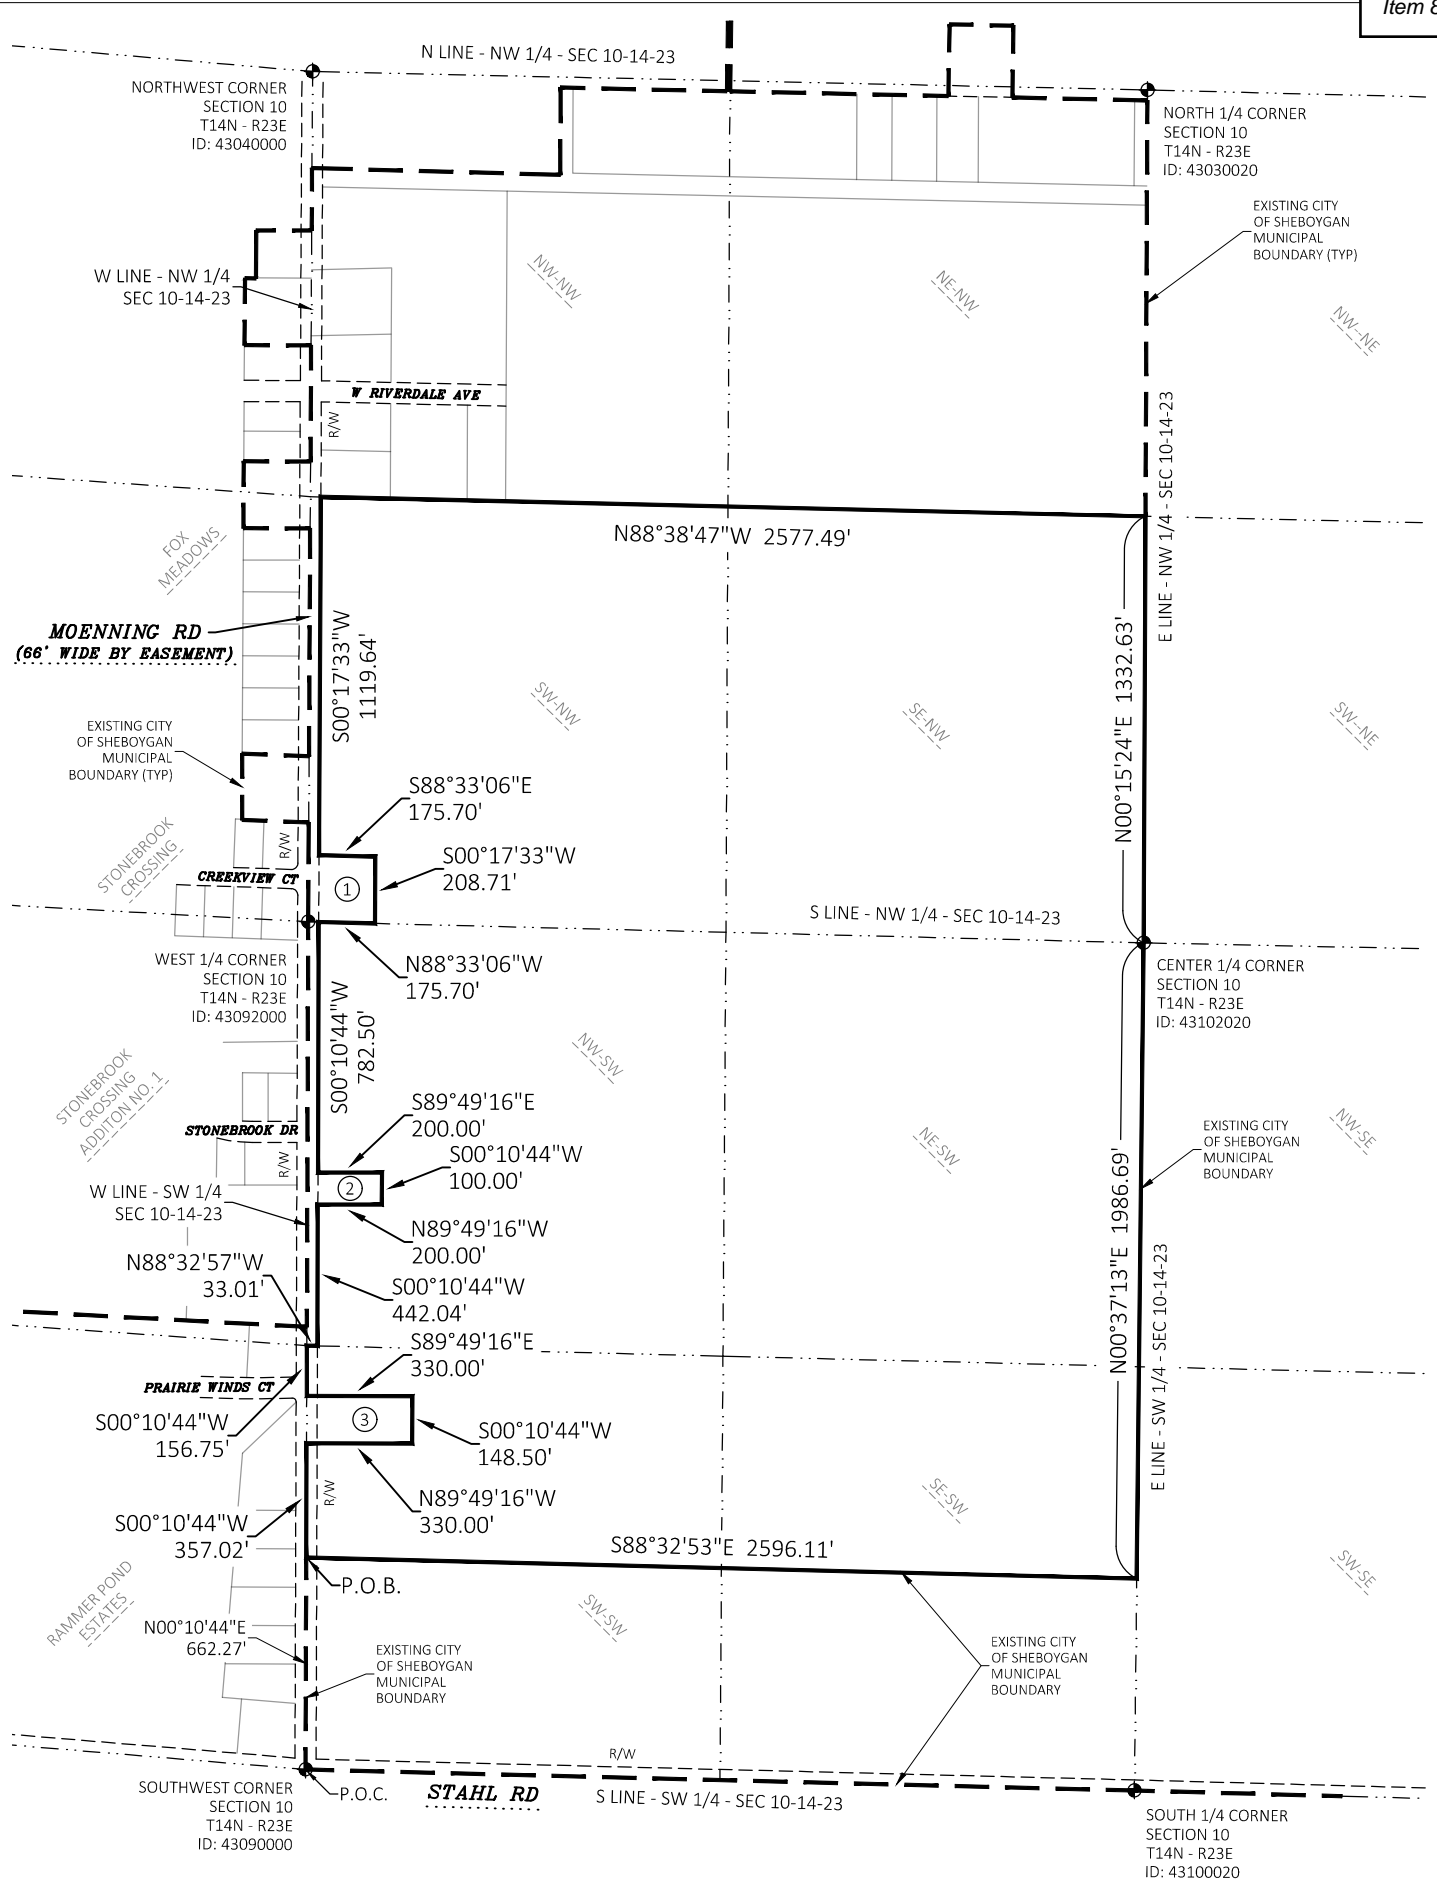 Item 8
N LINE - NW 1/4 - SEC 10-14-23
NORTHWEST CORNER
SECTION 10
T14N - R23E
ID: 43040000
NORTH 1/4 CORNER
SECTION 10
T14N - R23E
ID: 43030020
EXISTING CITY
OF SHEBOYGAN
MUNICIPAL
BOUNDARY (TYP)
W LINE - NW 1/4
SEC 10-14-23
NW-NW
NE-NW
NW-NE
W RIVERDALE AVE
R/W
E LINE - NW 1/4 - SEC 10-14-23
N88°38'47"W 2577.49'
FOX
MEADOWS
MOENNING RD
(66' WIDE BY EASEMENT)
S00°17'33"W
1119.64'
N00°15'24"E 1332.63'
SW-NW
SE-NW
SW-NE
EXISTING CITY
OF SHEBOYGAN
MUNICIPAL
BOUNDARY (TYP)
S88°33'06"E
175.70'
STONEBROOK
CROSSING
R/W
S00°17'33"W
208.71'
CREEKVIEW CT
1
S LINE - NW 1/4 - SEC 10-14-23
WEST 1/4 CORNER
SECTION 10
T14N - R23E
ID: 43092000
N88°33'06"W
175.70'
CENTER 1/4 CORNER
SECTION 10
T14N - R23E
ID: 43102020
S00°10'44"W
782.50'
NW-SW
STONEBROOK
CROSSING
ADDITON NO. 1
S89°49'16"E
200.00'
STONEBROOK DR
R/W
S00°10'44"W
100.00'
2
NE-SW
NW-SE
EXISTING CITY
OF SHEBOYGAN
MUNICIPAL
BOUNDARY
W LINE - SW 1/4
SEC 10-14-23
N89°49'16"W
200.00'
N00°37'13"E 1986.69'
E LINE - SW 1/4 - SEC 10-14-23
N88°32'57"W
33.01'
S00°10'44"W
442.04'
S89°49'16"E
330.00'
PRAIRIE WINDS CT
S00°10'44"W
156.75'
3
S00°10'44"W
148.50'
R/W
N89°49'16"W
330.00'
SE-SW
S00°10'44"W
357.02'
S88°32'53"E 2596.11'
P.O.B.
RAMMER POND
ESTATES
SW-SW
SW-SE
N00°10'44"E
662.27'
EXISTING CITY
OF SHEBOYGAN
MUNICIPAL
BOUNDARY
EXISTING CITY
OF SHEBOYGAN
MUNICIPAL
BOUNDARY
R/W
SOUTHWEST CORNER
SECTION 10
T14N - R23E
ID: 43090000
P.O.C.
STAHL RD
S LINE - SW 1/4 - SEC 10-14-23
SOUTH 1/4 CORNER
SECTION 10
T14N - R23E
ID: 43100020